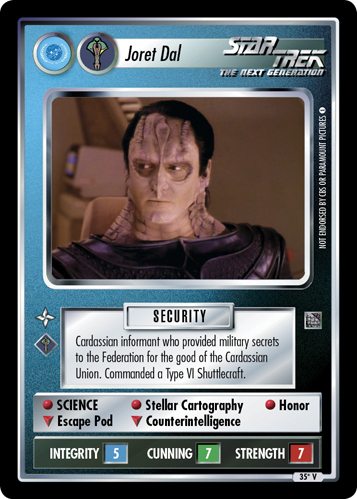 Joret Dal
STAR TREK
THE NEXT GENERATION
NOT ENDORSED BY CBS OR PARAMOUNT PICTURES
SECURITY
Cardassian informant who provided military secrets
to the Federation for the good of the Cardassian
Union. Commanded a Type VI Shuttlecraft.
SCIENCE Stellar Cartography Honor
Escape Pod Counterintelligence
INTEGRITY 5 CUNNING 7 STRENGTH 7
35* V